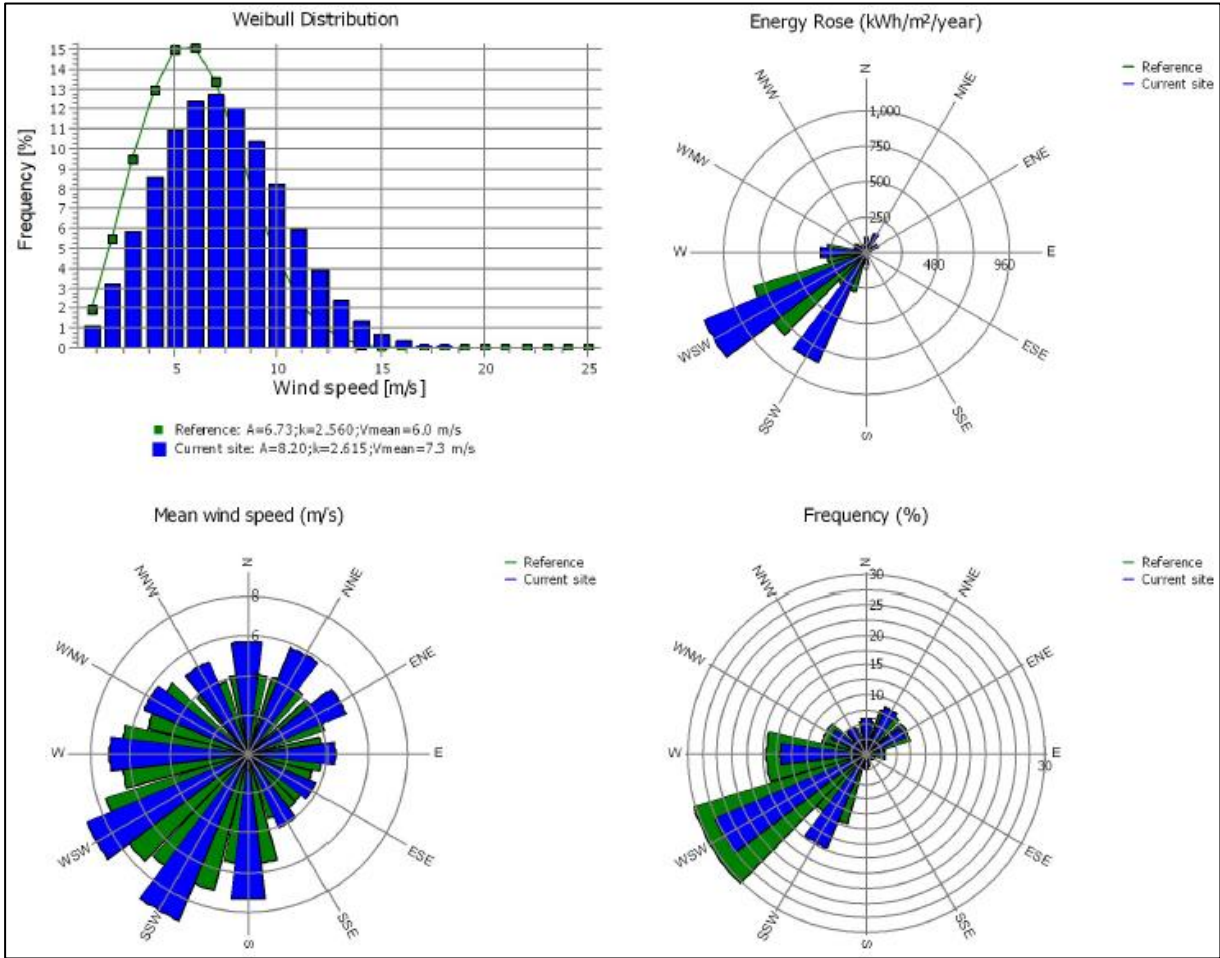 Weibull Distribution
15
14
13
12
11
10
9
8
7
6
5
4
3
2
1
0
Frequency [%]
5
10
15
20
25
Wind speed [m/s]
Reference: A=6.73;k=2.560;Vmean=6.0 m/s
Current site: A=8.20;k=2.615;Vmean=7.3 m/s
Energy Rose (kWh/m²/year)
Reference
Current site
N
NNE
ENE
E
ESE
SSE
S
SSW
WSW
W
WNW
NNW
1,000
750
500
250
480
960
Mean wind speed (m/s)
Reference
Current site
N
NNE
ENE
E
ESE
SSE
S
SSW
WSW
W
WNW
NNW
8
6
Frequency (%)
Reference
Current site
N
NNE
ENE
E
ESE
SSE
S
SSW
WSW
W
WNW
NNW
30
25
20
15
10
30